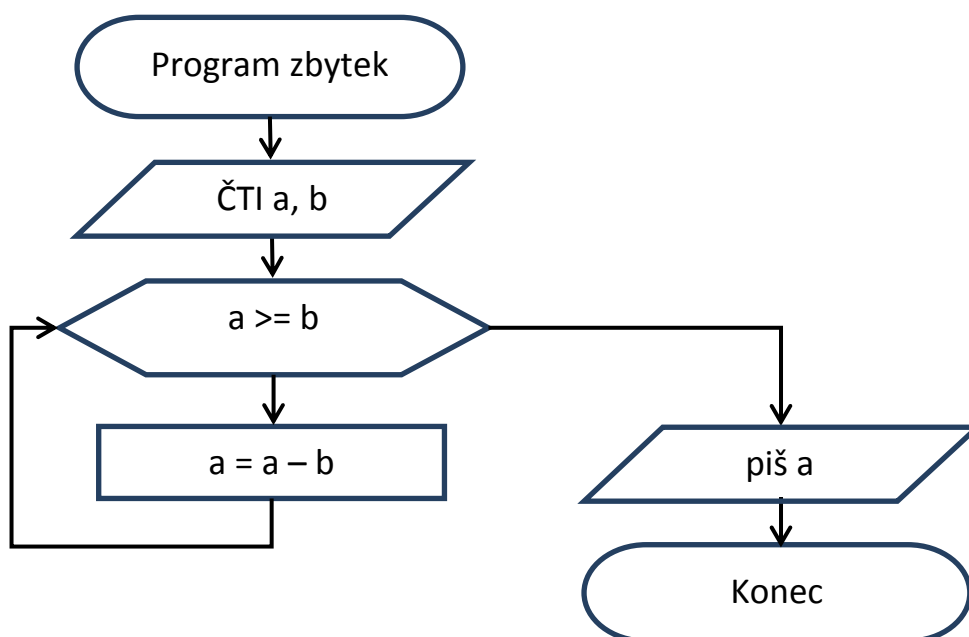 Program zbytek
ČTI a, b
a >= b
a = a – b
piš a
Konec